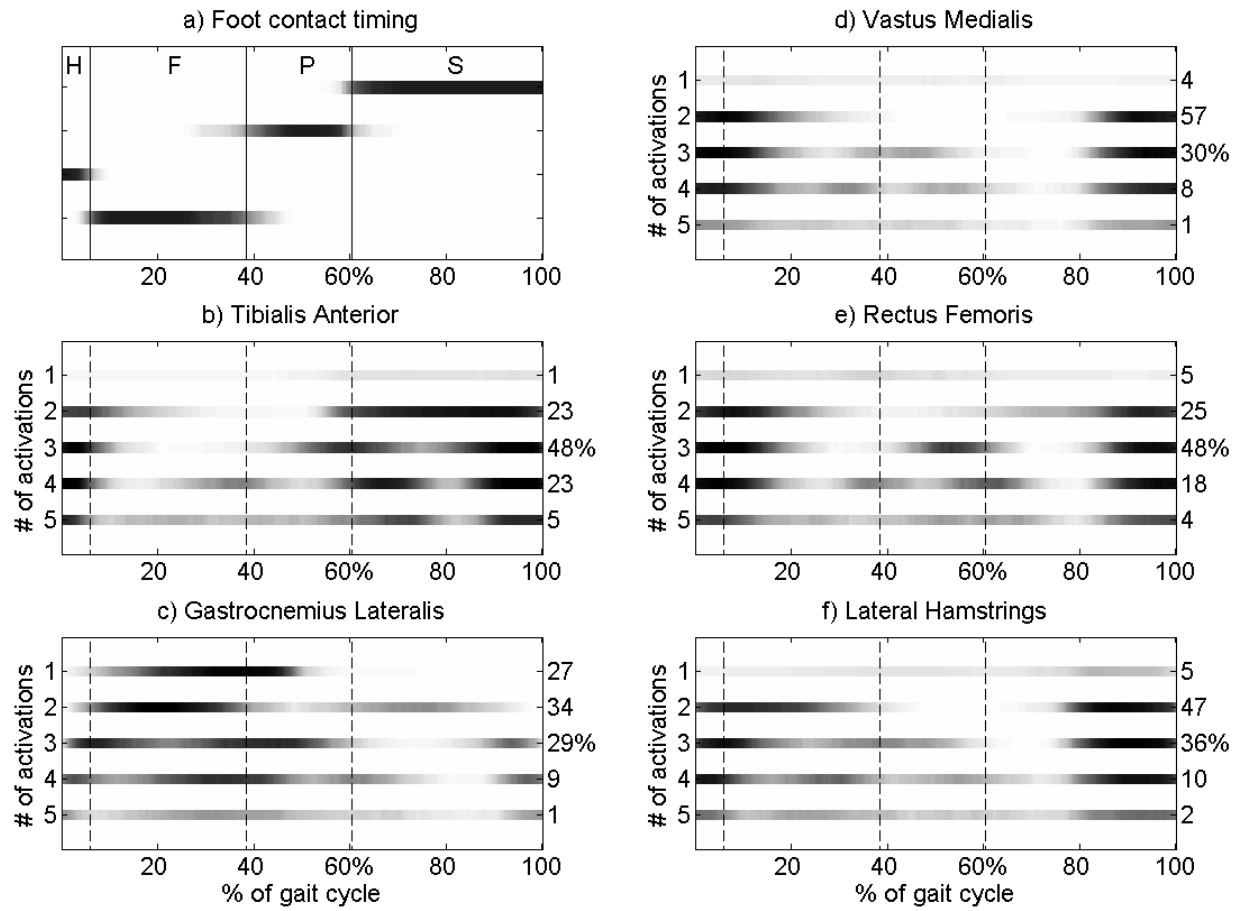 a) Foot contact timing
H F P S
20 40 60% 80 100
b) Tibialis Anterior
# of activations
1 1
2 23
3 48%
4 23
5 5
20 40 60% 80 100
c) Gastrocnemius Lateralis
# of activations
1 27
2 34
3 29%
4 9
5 1
20 40 60% 80 100
% of gait cycle
d) Vastus Medialis
# of activations
1 4
2 57
3 30%
4 8
5 1
20 40 60% 80 100
e) Rectus Femoris
# of activations
1 5
2 25
3 48%
4 18
5 4
20 40 60% 80 100
f) Lateral Hamstrings
# of activations
1 5
2 47
3 36%
4 10
5 2
20 40 60% 80 100
% of gait cycle